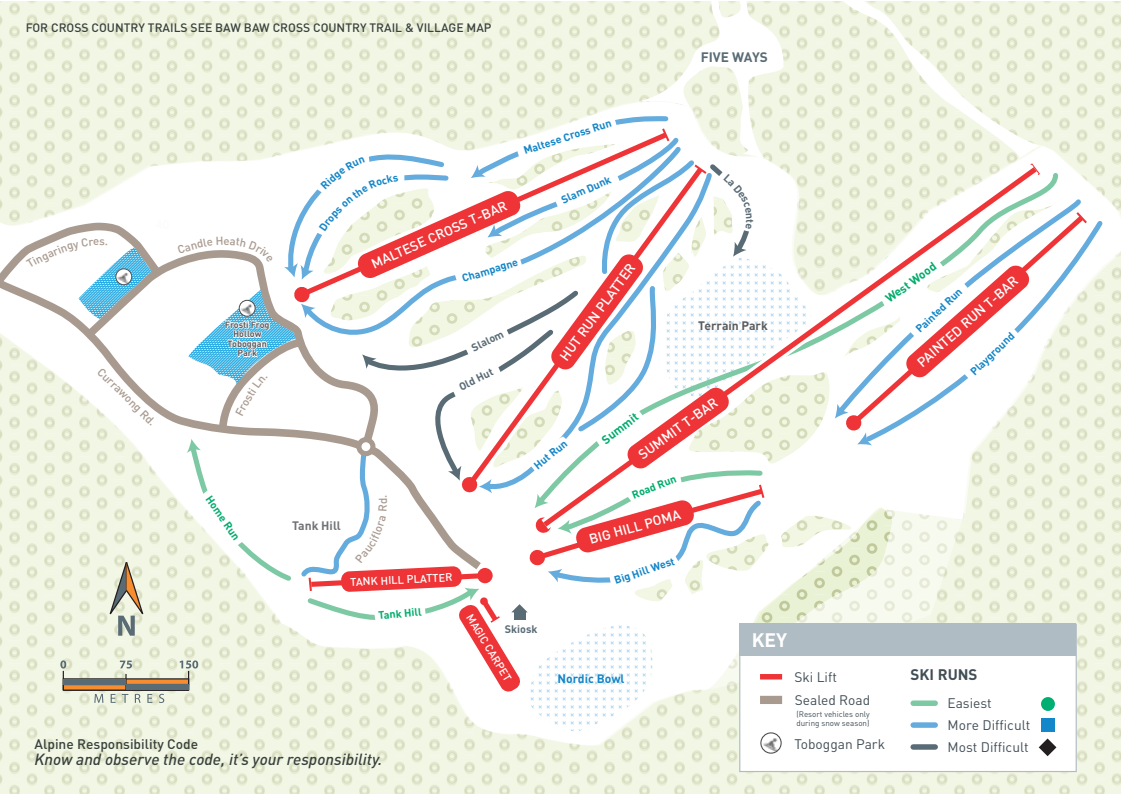 FOR CROSS COUNTRY TRAILS SEE BAW BAW CROSS COUNTRY TRAIL & VILLAGE MAP
FIVE WAYS
Maltese Cross Run
Ridge Run
Drops on the Rocks
Slam Dunk
La Descente
MALTESE CROSS T-BAR
Tingaringy Cres.
Candle Heath Drive
Champagne
HUT RUN PLATTER
West Wood
Painted Run
PAINTED RUN T-BAR
Playground
Frosti Frog
Hollow
Toboggan
Park
Terrain Park
Slalom
Old Hut
Currawong Rd.
Frosti Ln.
Summit
SUMMIT T-BAR
Hut Run
Road Run
BIG HILL POMA
Big Hill West
Home Run
Tank Hill
Pauciflora Rd.
TANK HILL PLATTER
Tank Hill
MAGIC CARPET
Skiosk
Nordic Bowl
N
0 75 150
METRES
KEY
Ski Lift
Sealed Road
(Resort vehicles only
during snow season)
Toboggan Park
SKI RUNS
Easiest
More Difficult
Most Difficult
Alpine Responsibility Code
Know and observe the code, it's your responsibility.